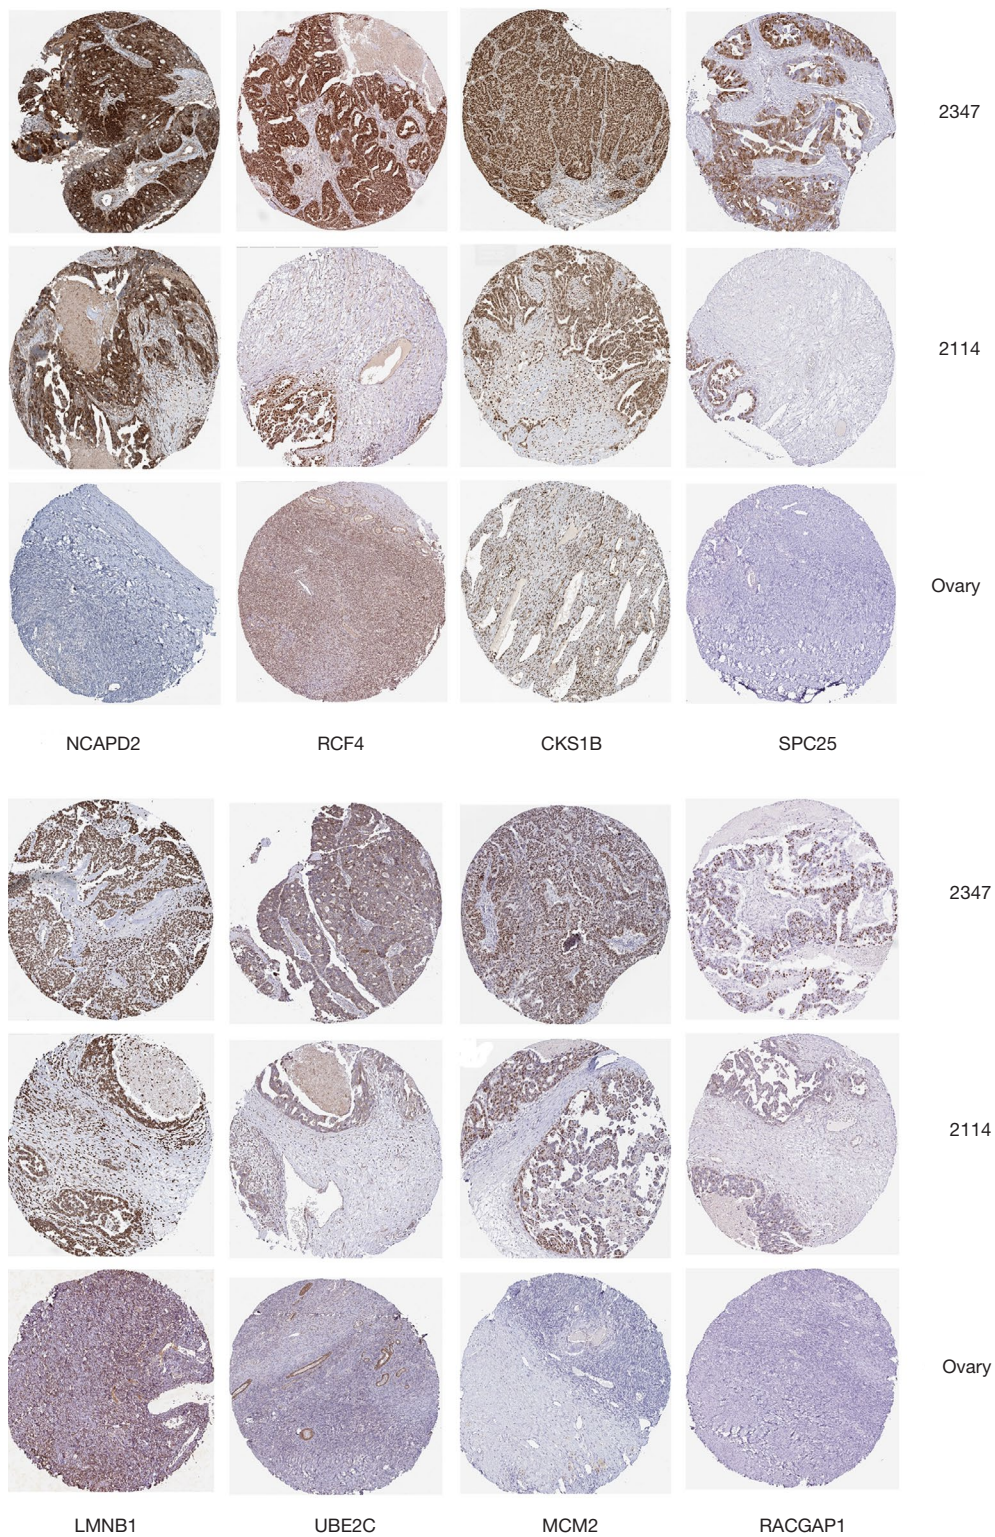 2347
2114
Ovary
NCAPD2 RCF4 CKS1B SPC25
2347
2114
Ovary
LMNB1 UBE2C MCM2 RACGAP1